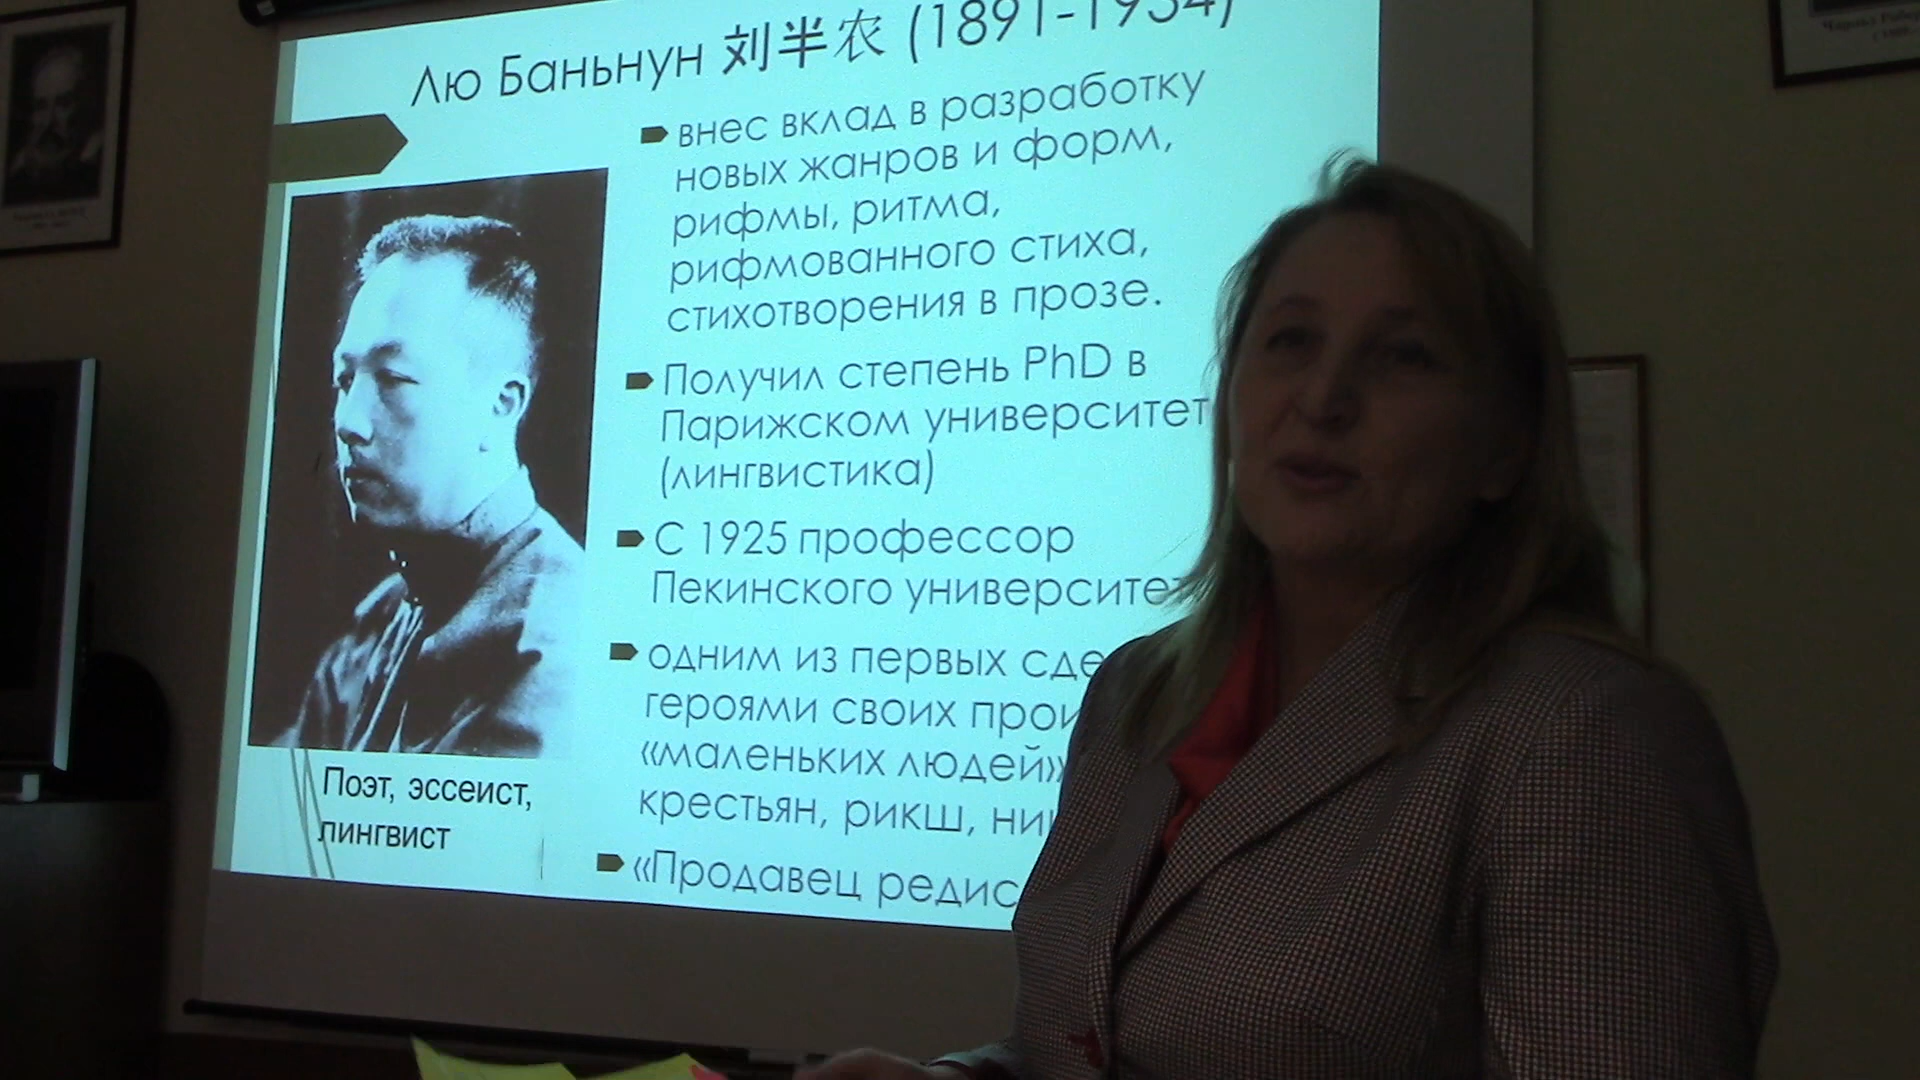 Лю Баньнун 刘半农 (1891-1934)
внес вклад в разработку
новых жанров и форм,
рифмы, ритма,
рифмованного стиха,
стихотворения в прозе.
Получил степень PhD в
Парижском университет
(лингвистика)
С 1925 профессор
Пекинского университет
одним из первых сде
героями своих прои
«маленьких людей»
крестьян, рикш, ни
«Продавец редис
Поэт, эссеист,
лингвист